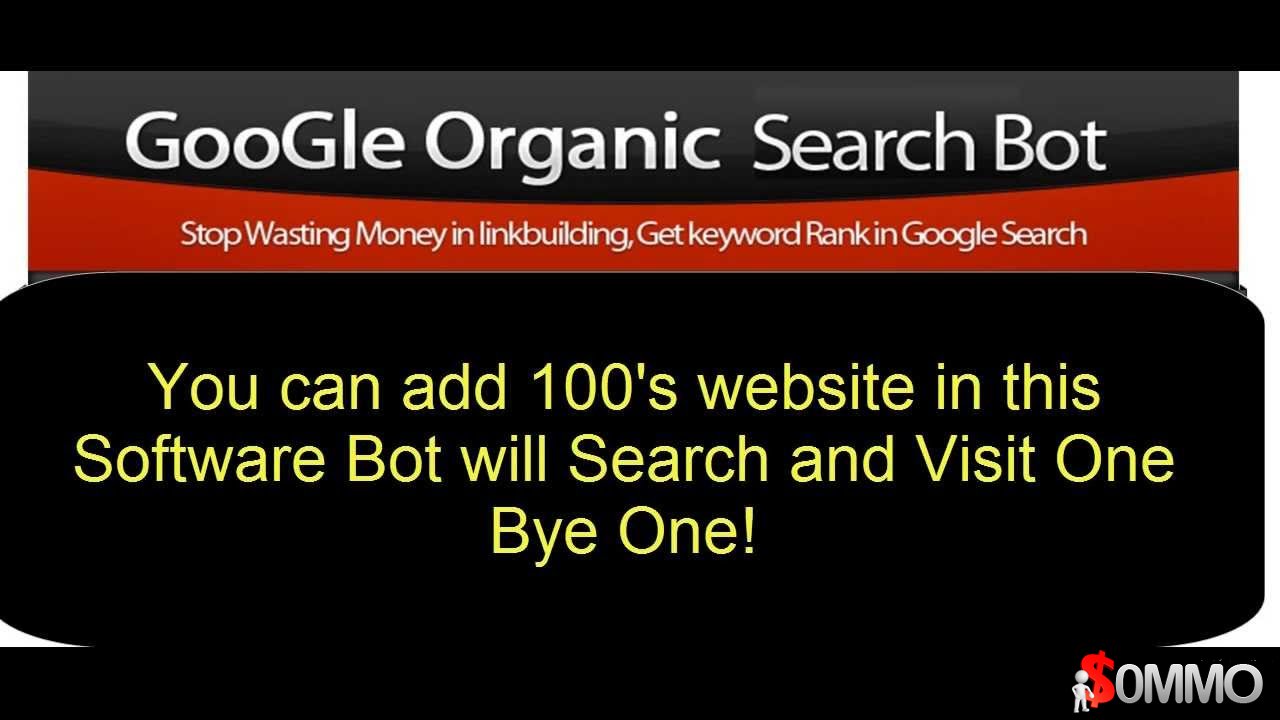 GooGle Organic Search Bot
Stop Wasting Money in linkbuilding, Get keyword Rank in Google Search
You can add 100's website in this
Software Bot will Search and Visit One
Bye One!
$0MMO